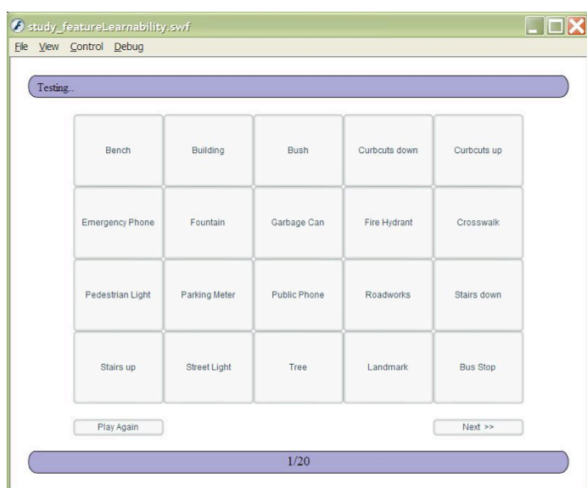 study_featureLearnability.swf
File View Control Debug
Testing..
Bench Building Bush Curbcuts down Curbcuts up
Emergency Phone Fountain Garbage Can Fire Hydrant Crosswalk
Pedestrian Light Parking Meter Public Phone Roadworks Stairs down
Stairs up Street Light Tree Landmark Bus Stop
Play Again Next >>
1/20